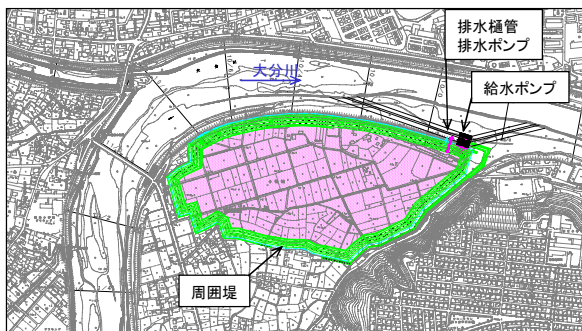 排水樋管
排水ポンプ
給水ポンプ
大分川
周囲堤